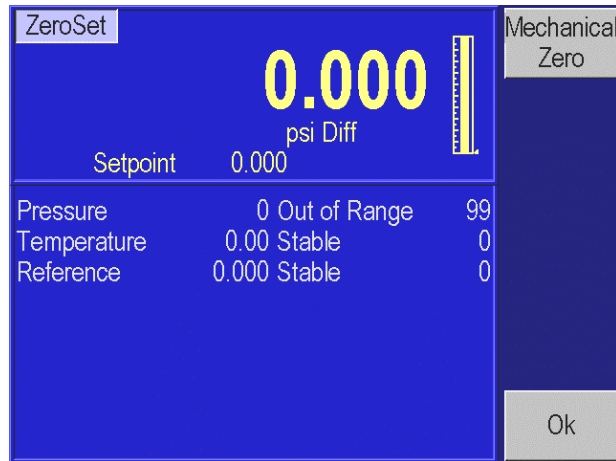 ZeroSet
0.000
psi Diff
Setpoint 0.000
Pressure 0 Out of Range 99
Temperature 0.00 Stable 0
Reference 0.000 Stable 0
Mechanical
Zero
Ok